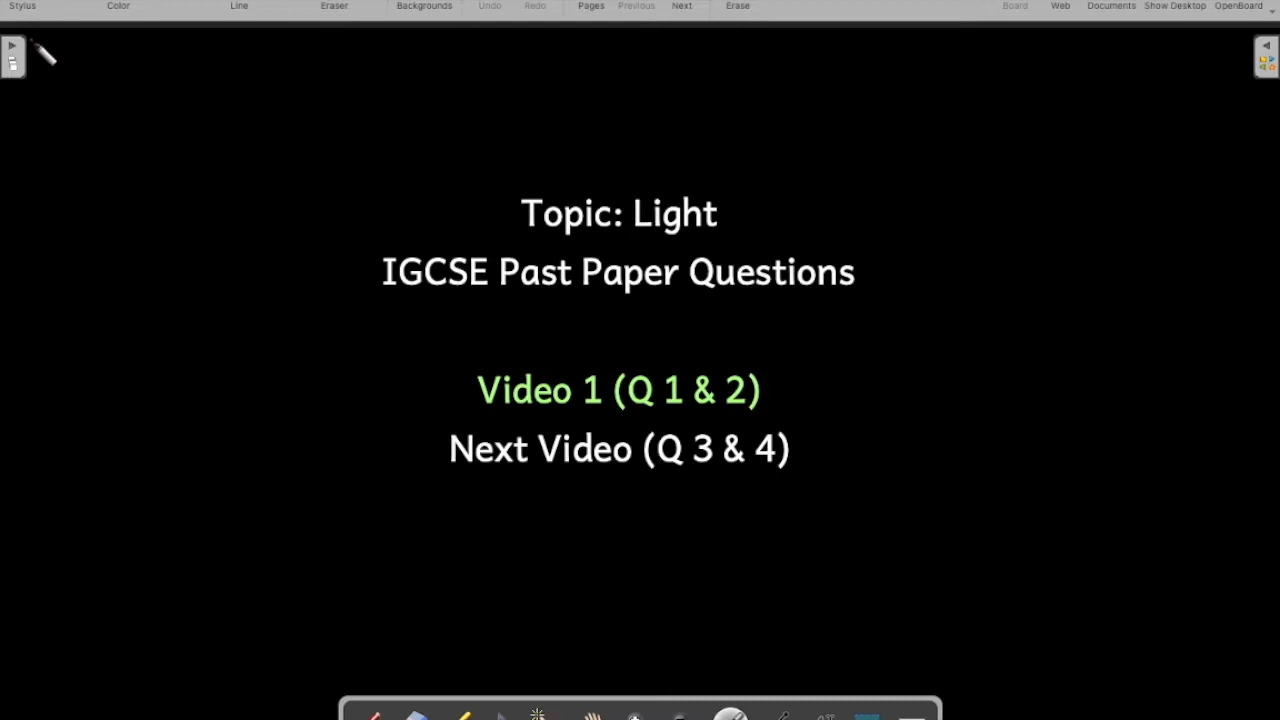 Stylus Color Line Eraser Backgrounds Undo Redo Pages Previous Next Erase Board Web Documents Show Desktop OpenBoard
Topic: Light
IGCSE Past Paper Questions
Video 1 (Q 1 & 2)
Next Video (Q 3 & 4)